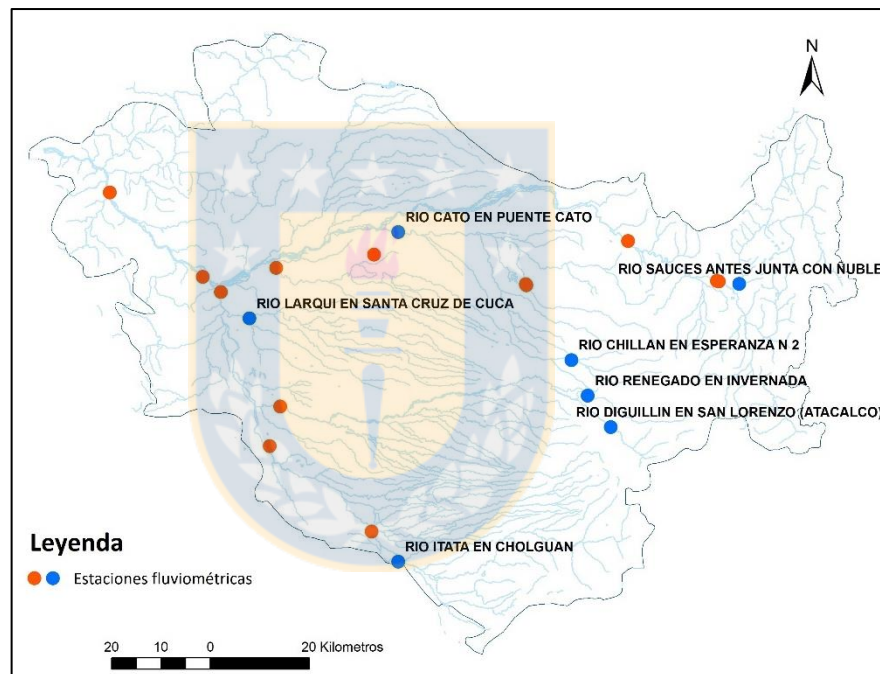 N
RIO CATO EN PUENTE CATO
RIO SAUCES ANTES JUNTA CON ÑUBLE
RIO LARQUI EN SANTA CRUZ DE CUCA
RIO CHILLAN EN ESPERANZA N 2
RIO RENEGADO EN INVERNADA
RIO DIGUILLIN EN SAN LORENZO (ATACALCO)
RIO ITATA EN CHOLGUAN
Leyenda
Estaciones fluviométricas
20 10 0 20 Kilometros